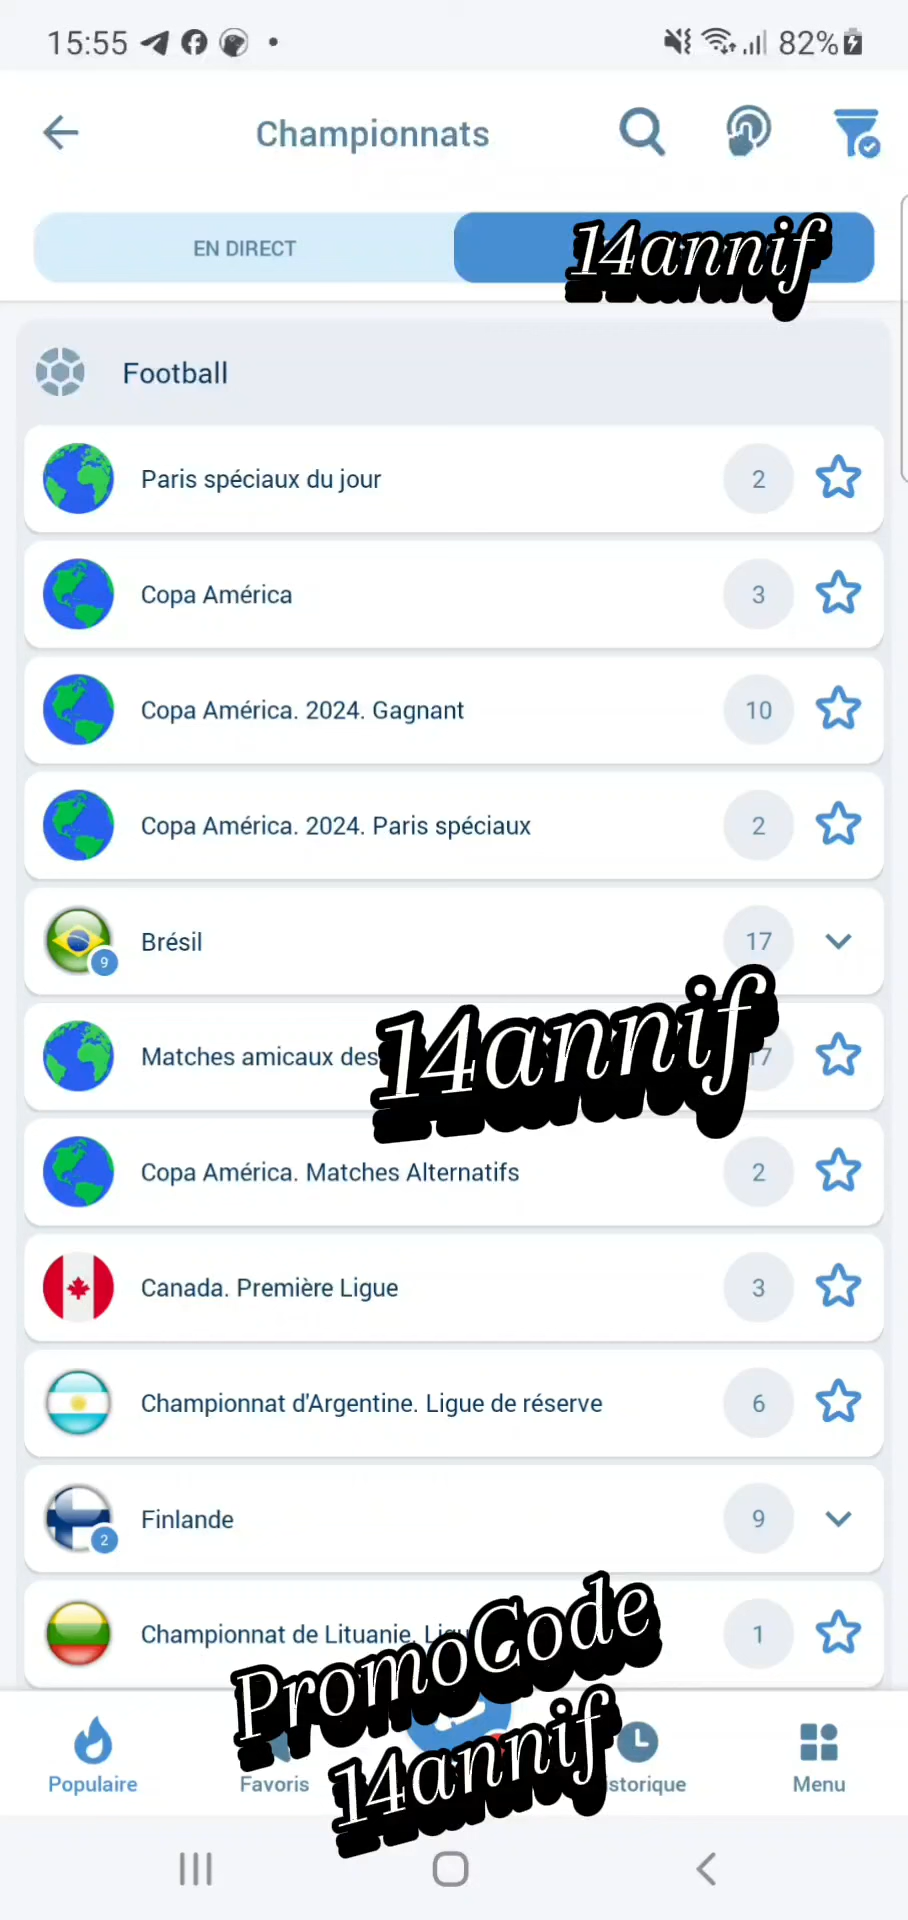 15:55
82%
Championnats
EN DIRECT
14annif
Football
Paris spéciaux du jour 2
Copa América 3
Copa América. 2024. Gagnant 10
Copa América. 2024. Paris spéciaux 2
9 Brésil 17
Matches amicaux des
14annif
Copa América. Matches Alternatifs 2
Canada. Première Ligue 3
Championnat d'Argentine. Ligue de réserve 6
2 Finlande 9
Championnat de Lituanie. 1
PromoCode
14annif
Populaire
Favoris
storique
Menu